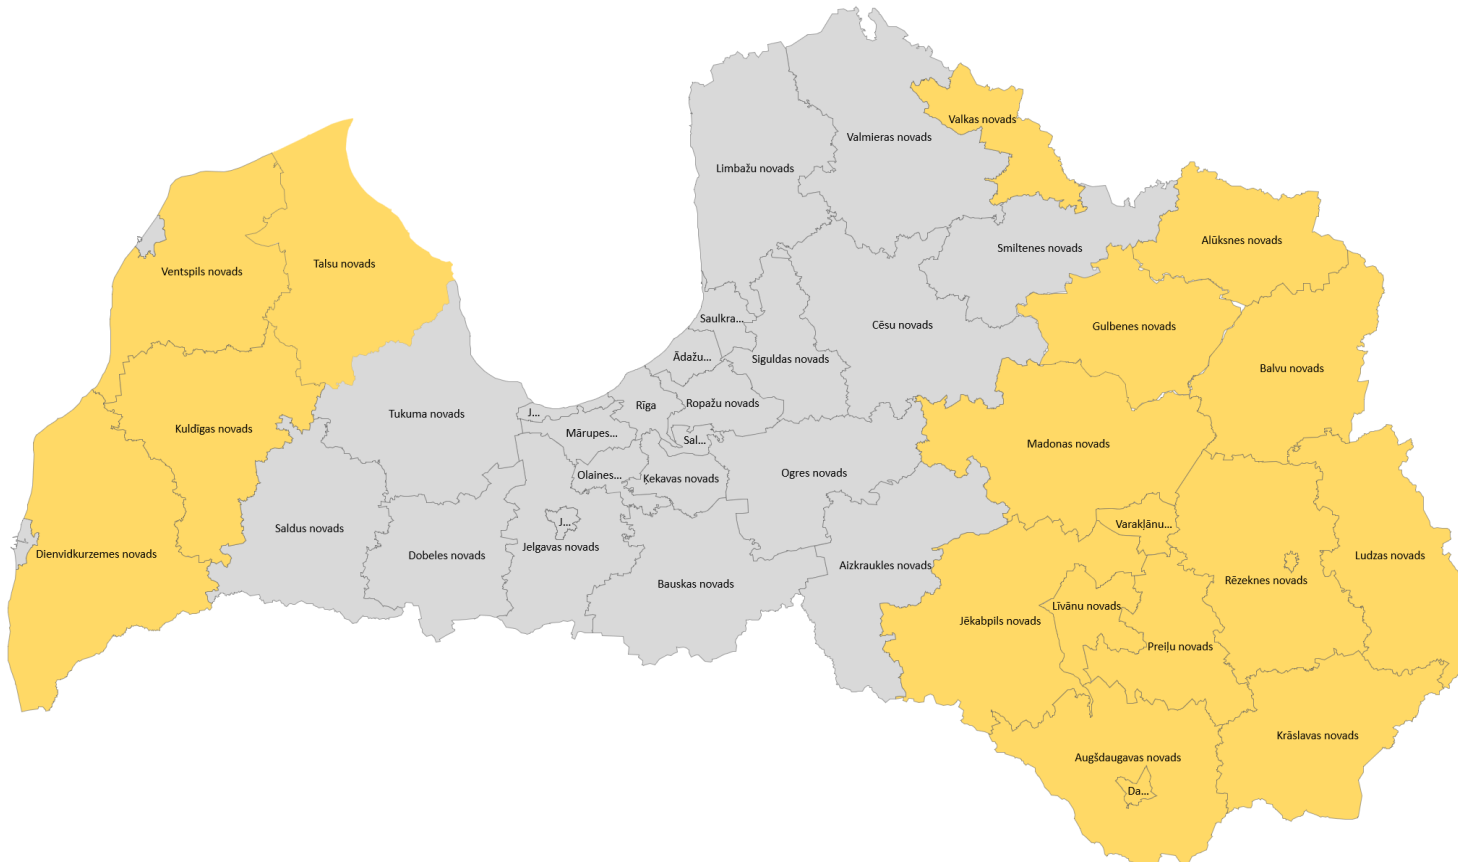 Valkas novads
Valmieras novads
Limbažu novads
Alūksnes novads
Smiltenes novads
Talsu novads
Ventspils novads
Saulkra...
Cēsu novads
Gulbenes novads
Ādažu...
Siguldas novads
Balvu novads
Rīga
Ropažu novads
Tukuma novads
J...
Kuldīgas novads
Mārupes...
Sal...
Madonas novads
Olaines...
Ķekavas novads
Ogres novads
Saldus novads
J...
Varakļānu...
Jelgavas novads
Dienvidkurzemes novads
Dobeles novads
Ludzas novads
Aizkraukles novads
Bauskas novads
Rēzeknes novads
Līvānu novads
Jēkabpils novads
Preiļu novads
Krāslavas novads
Augšdaugavas novads
Da...